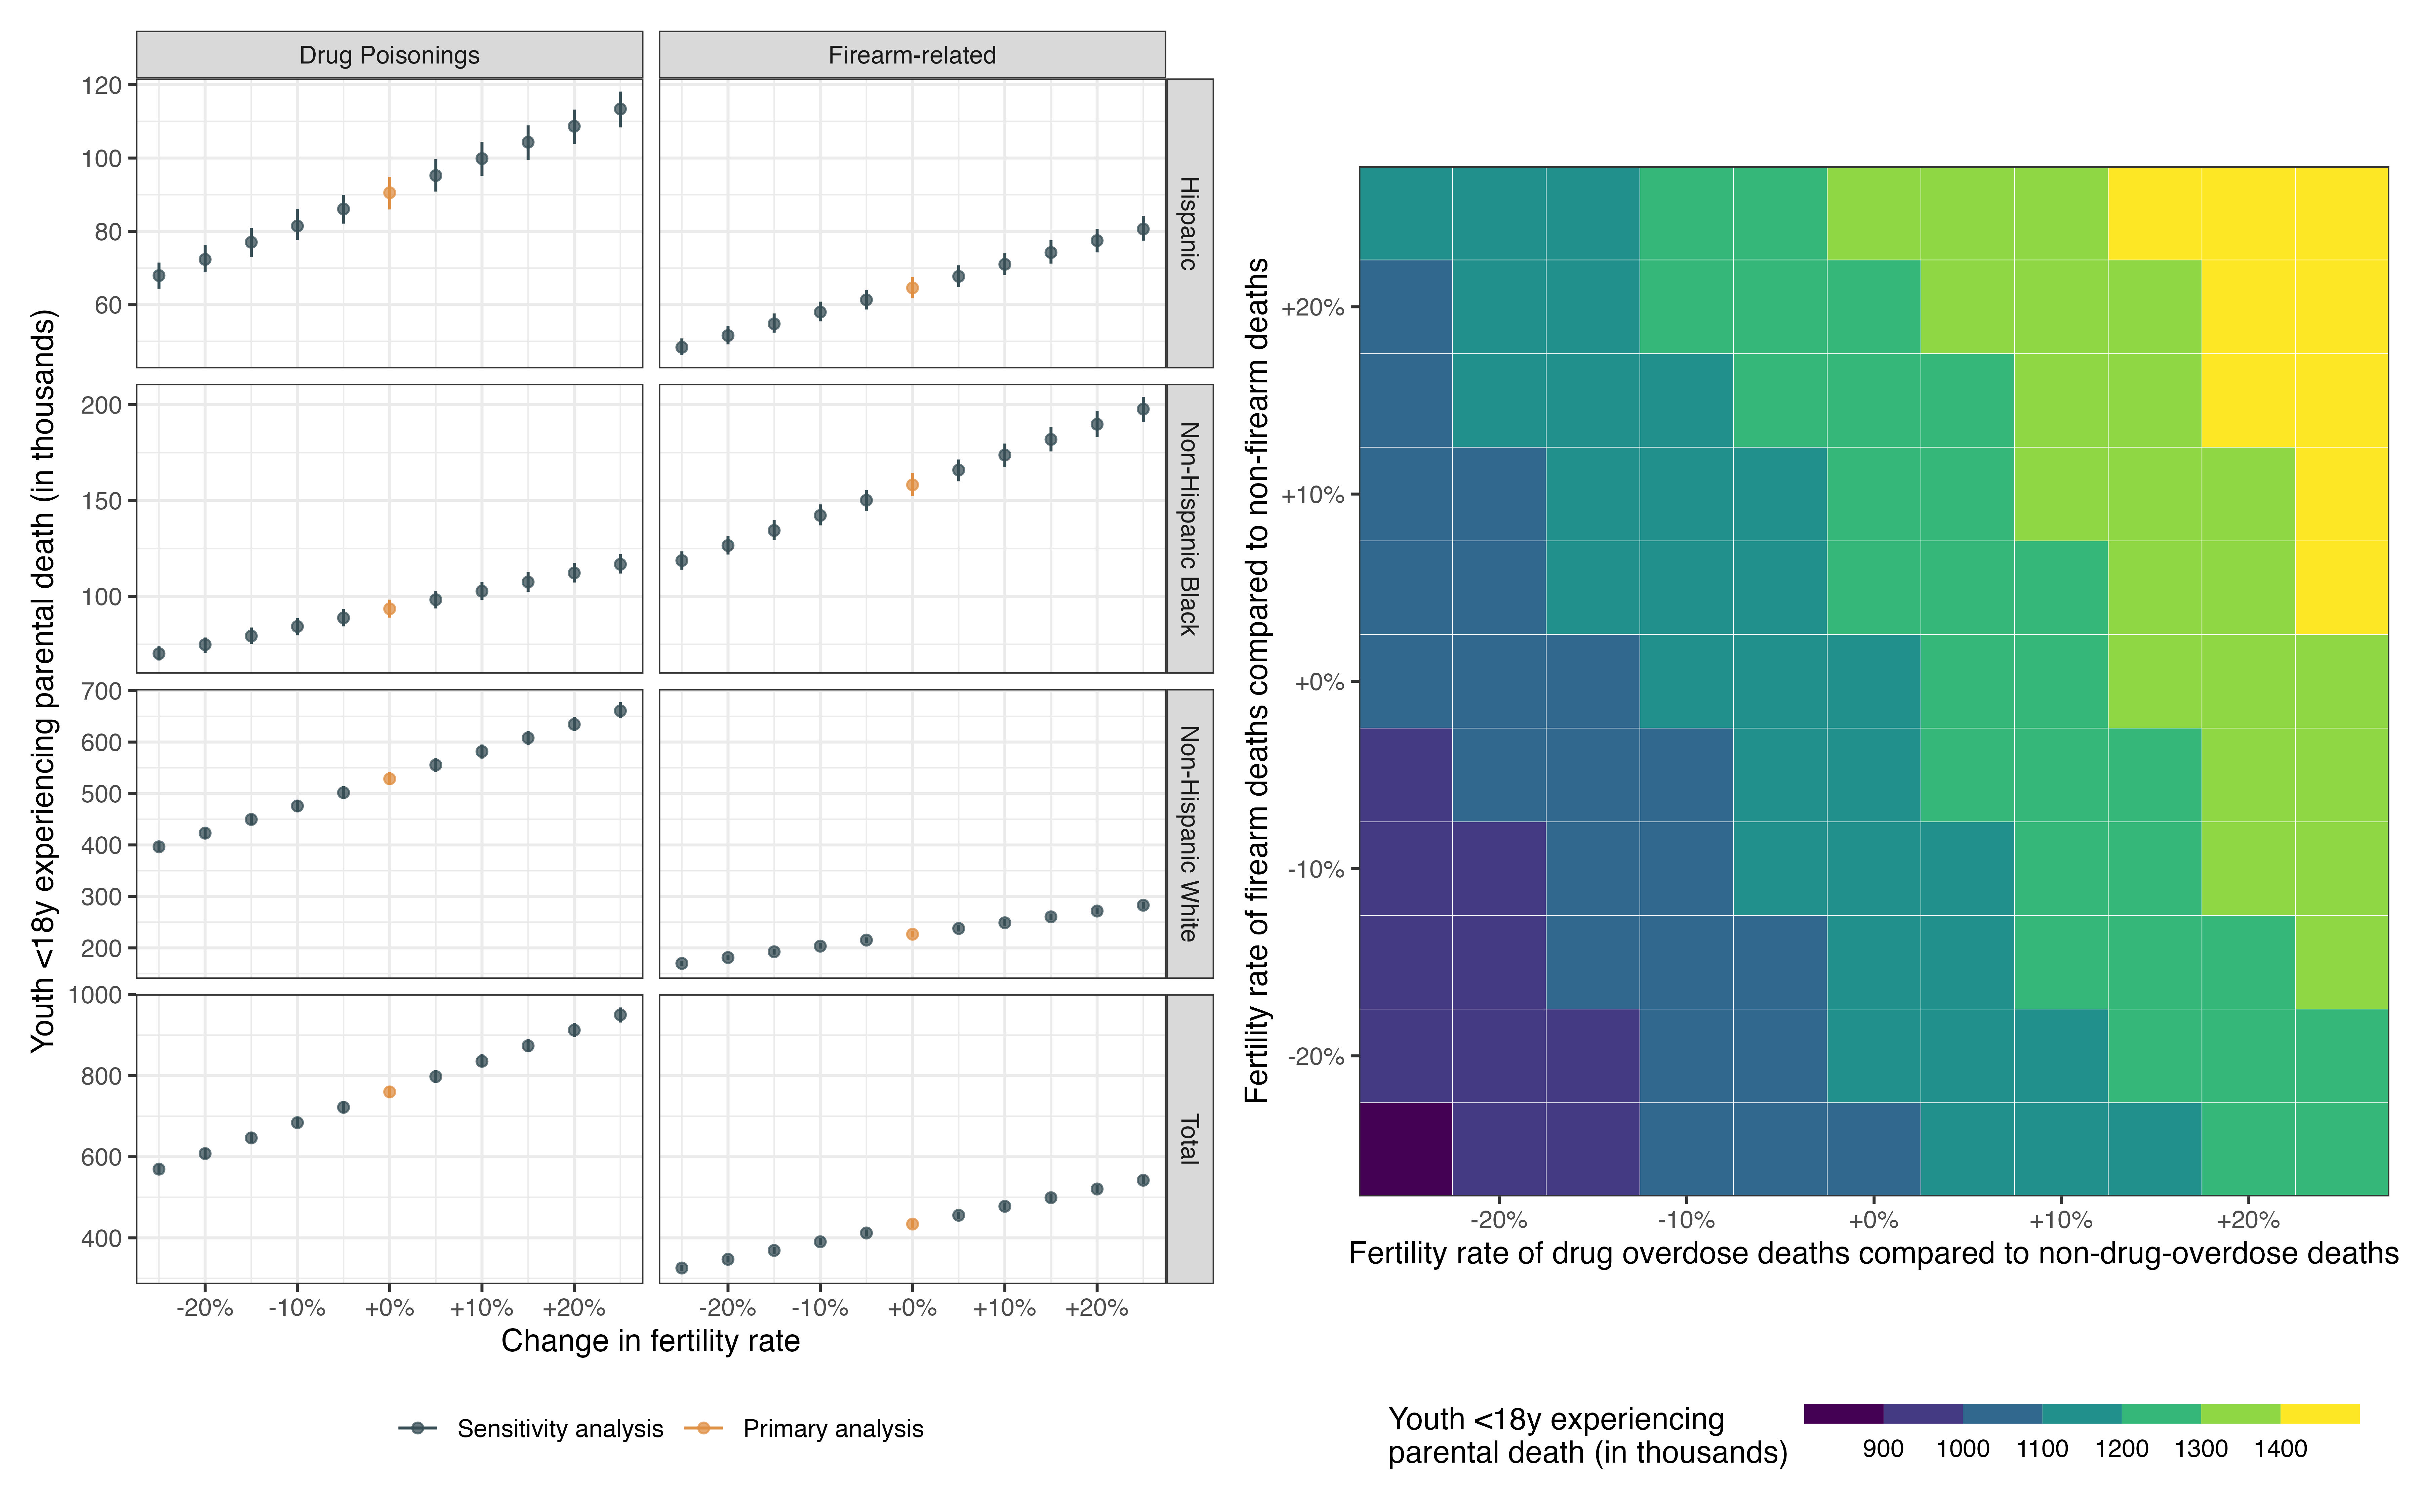 Drug Poisonings
Firearm-related
Youth <18y experiencing parental death (in thousands)
120
100
80
60
Hispanic
200
150
100
Non-Hispanic Black
700
600
500
400
300
200
Non-Hispanic White
1000
800
600
400
Total
-20% -10% +0% +10% +20%
-20% -10% +0% +10% +20%
Change in fertility rate
Sensitivity analysis
Primary analysis
Fertility rate of firearm deaths compared to non-firearm deaths
+20%
+10%
+0%
-10%
-20%
-20% -10% +0% +10% +20%
Fertility rate of drug overdose deaths compared to non-drug-overdose deaths
Youth <18y experiencing
parental death (in thousands)
900 1000 1100 1200 1300 1400